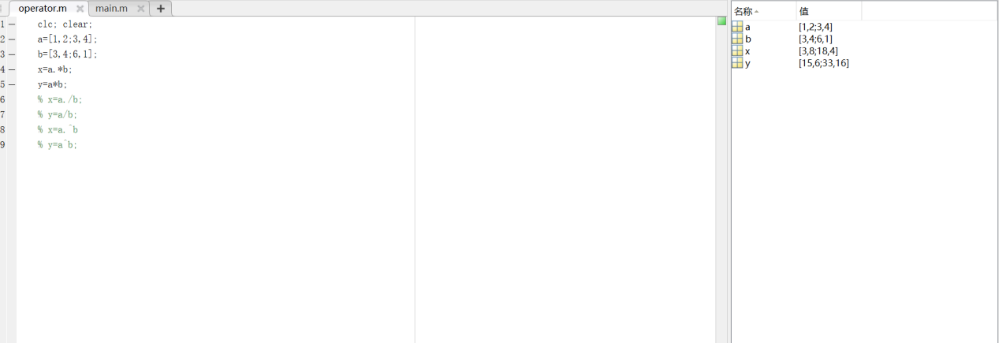 operator.m main.m +
1 clc; clear;
2 a=[1,2;3,4];
3 b=[3,4;6,1];
4 x=a.*b;
5 y=a*b;
6 % x=a./b;
7 % y=a/b;
8 % x=a.^b
9 % y=a^b;
名称 值
a [1,2;3,4]
b [3,4;6,1]
x [3,8;18,4]
y [15,6;33,16]